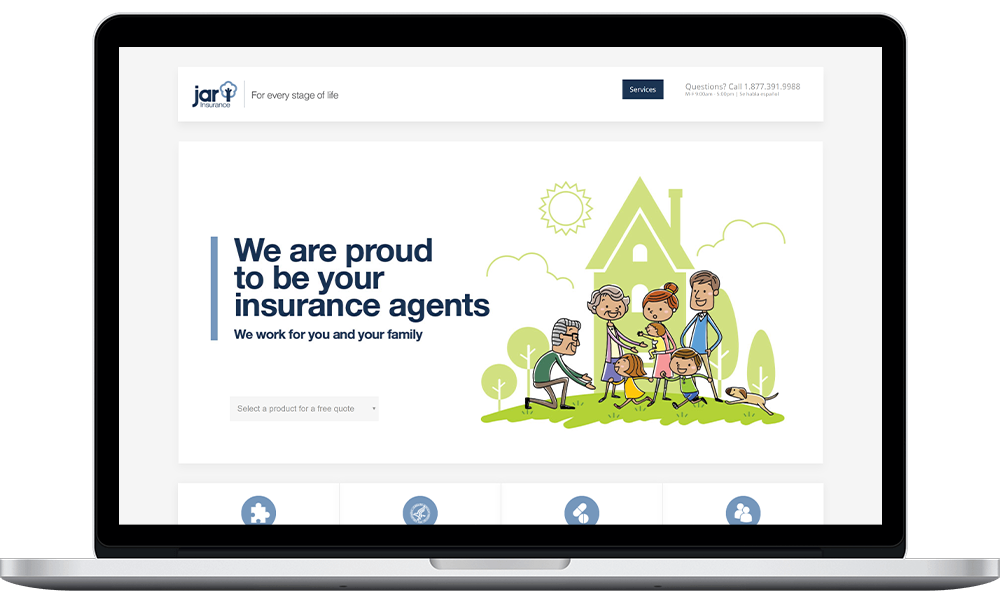 jar
Insurance
For every stage of life
Services
Questions? Call 1.877.391.9988
M-F 9:00am - 5:00pm | Se habla español
We are proud
to be your
insurance agents
We work for you and your family
Select a product for a free quote